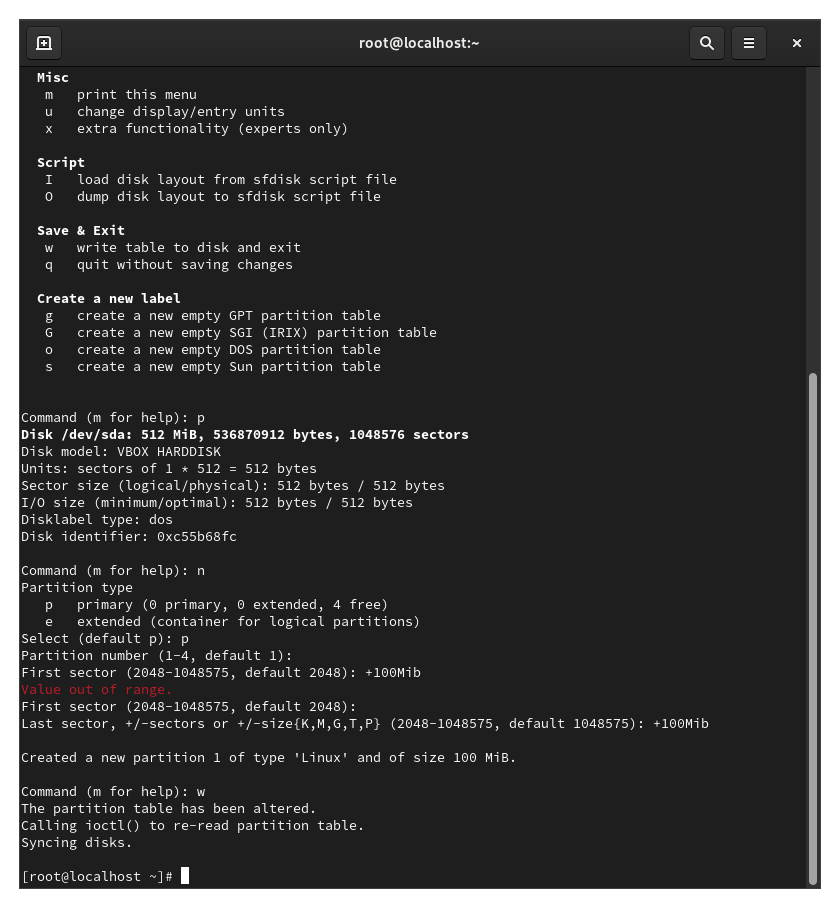 root@localhost:~
Misc
m   print this menu
u   change display/entry units
x   extra functionality (experts only)
Script
I   load disk layout from sfdisk script file
O   dump disk layout to sfdisk script file
Save & Exit
w   write table to disk and exit
q   quit without saving changes
Create a new label
g   create a new empty GPT partition table
G   create a new empty SGI (IRIX) partition table
o   create a new empty DOS partition table
s   create a new empty Sun partition table
Command (m for help): p
Disk /dev/sda: 512 MiB, 536870912 bytes, 1048576 sectors
Disk model: VBOX HARDDISK
Units: sectors of 1 * 512 = 512 bytes
Sector size (logical/physical): 512 bytes / 512 bytes
I/O size (minimum/optimal): 512 bytes / 512 bytes
Disklabel type: dos
Disk identifier: 0xc55b68fc
Command (m for help): n
Partition type
p   primary (0 primary, 0 extended, 4 free)
e   extended (container for logical partitions)
Select (default p): p
Partition number (1-4, default 1):
First sector (2048-1048575, default 2048): +100Mib
Value out of range.
First sector (2048-1048575, default 2048):
Last sector, +/-sectors or +/-size{K,M,G,T,P} (2048-1048575, default 1048575): +100Mib
Created a new partition 1 of type 'Linux' and of size 100 MiB.
Command (m for help): w
The partition table has been altered.
Calling ioctl() to re-read partition table.
Syncing disks.
[root@localhost ~]#